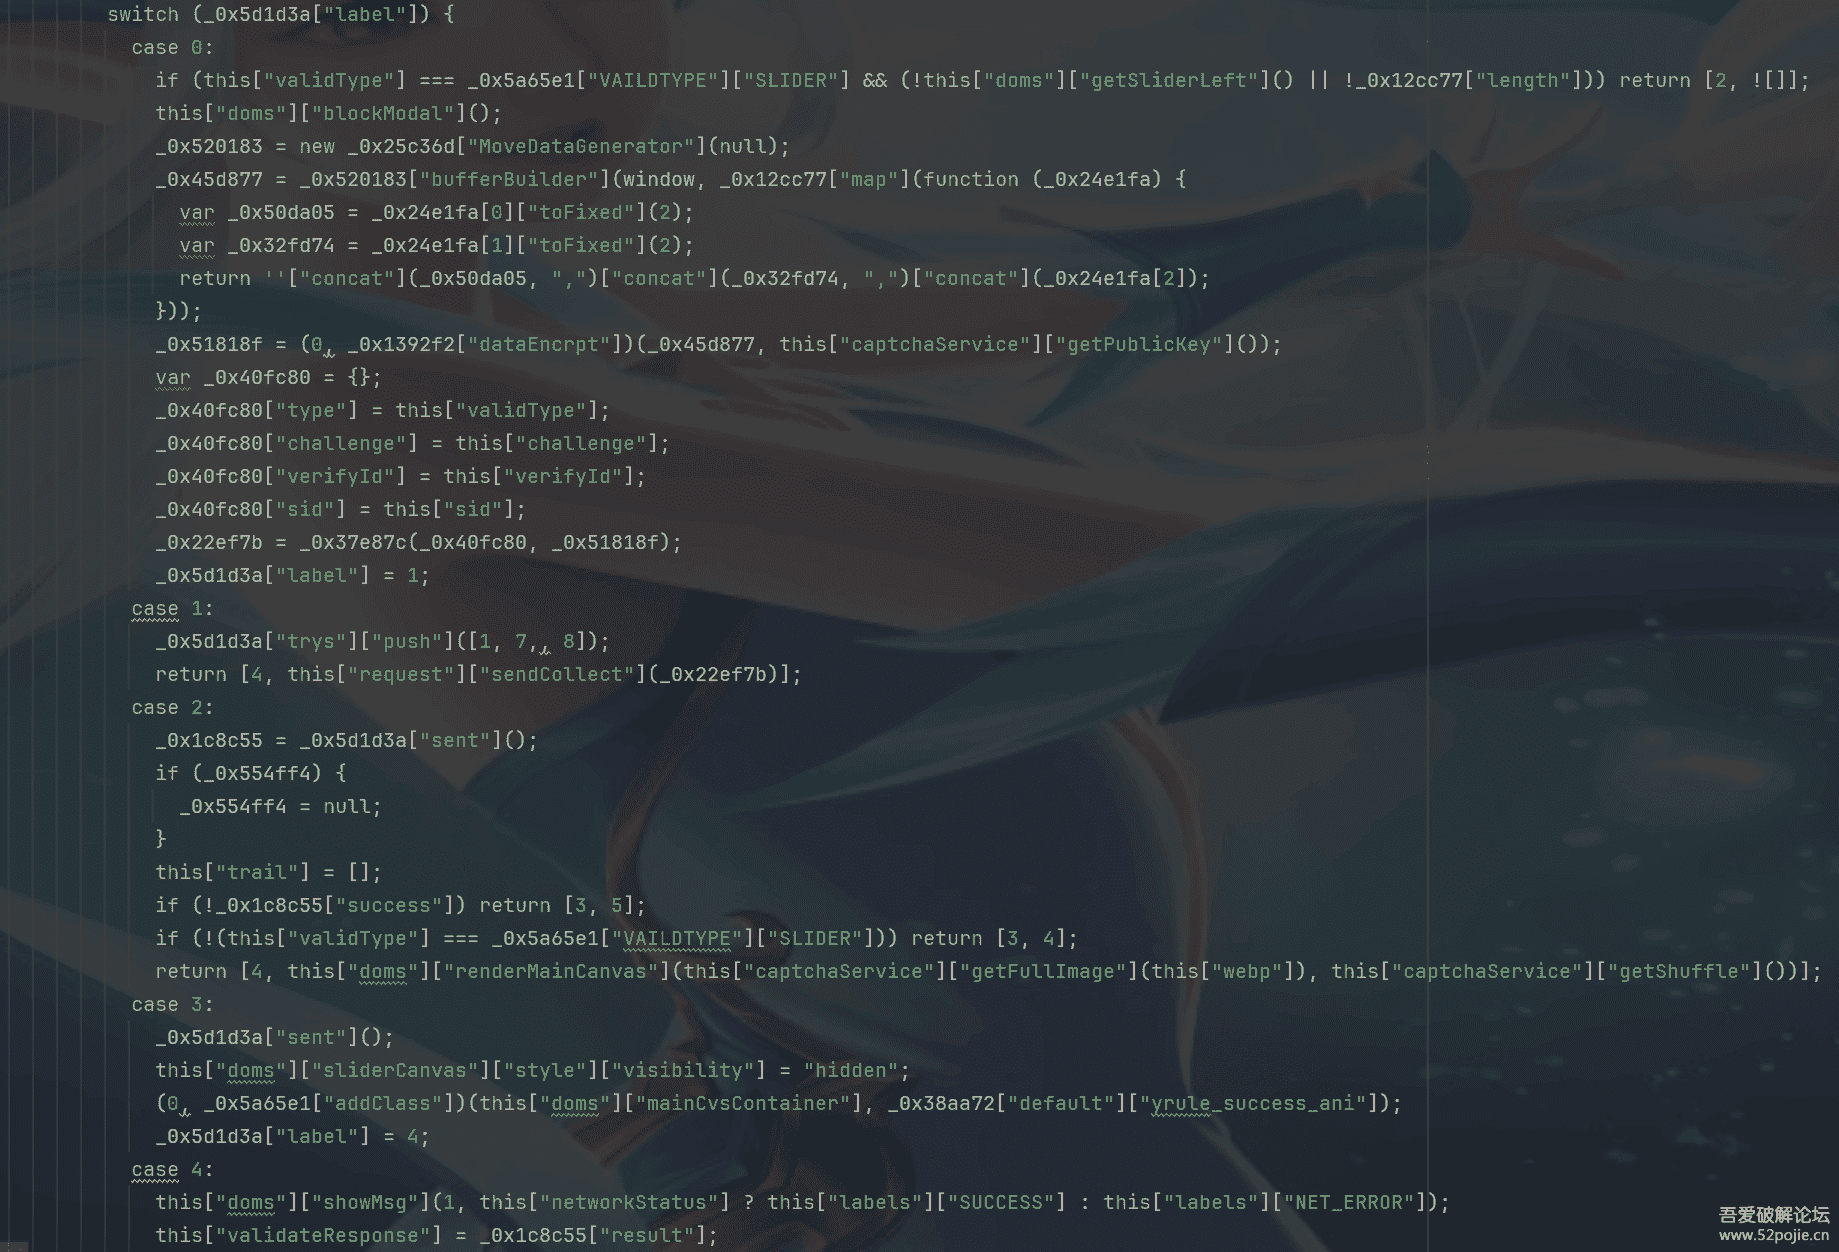 switch (_0x5d1d3a["label"]) {
case 0:
if (this["validType"] === _0x5a65e1["VAILDTYPE"]["SLIDER"] && (!this["doms"]["getSliderLeft"]() || !_0x12cc77["length"])) return [2, ![]];
this["doms"]["blockModal"]();
_0x520183 = new _0x25c36d["MoveDataGenerator"](null);
_0x45d877 = _0x520183["bufferBuilder"](window, _0x12cc77["map"](function (_0x24e1fa) {
var _0x50da05 = _0x24e1fa[0]["toFixed"](2);
var _0x32fd74 = _0x24e1fa[1]["toFixed"](2);
return ''["concat"](_0x50da05, ",")["concat"](_0x32fd74, ",")["concat"](_0x24e1fa[2]);
}));
_0x51818f = (0, _0x1392f2["dataEncrpt"])(_0x45d877, this["captchaService"]["getPublicKey"]());
var _0x40fc80 = {};
_0x40fc80["type"] = this["validType"];
_0x40fc80["challenge"] = this["challenge"];
_0x40fc80["verifyId"] = this["verifyId"];
_0x40fc80["sid"] = this["sid"];
_0x22ef7b = _0x37e87c(_0x40fc80, _0x51818f);
_0x5d1d3a["label"] = 1;
case 1:
_0x5d1d3a["trys"]["push"]([1, 7,, 8]);
return [4, this["request"]["sendCollect"](_0x22ef7b)];
case 2:
_0x1c8c55 = _0x5d1d3a["sent"]();
if (_0x554ff4) {
_0x554ff4 = null;
}
this["trail"] = [];
if (!_0x1c8c55["success"]) return [3, 5];
if (!(this["validType"] === _0x5a65e1["VAILDTYPE"]["SLIDER"])) return [3, 4];
return [4, this["doms"]["renderMainCanvas"](this["captchaService"]["getFullImage"](this["webp"]), this["captchaService"]["getShuffle"]())];
case 3:
_0x5d1d3a["sent"]();
this["doms"]["sliderCanvas"]["style"]["visibility"] = "hidden";
(0, _0x5a65e1["addClass"])(this["doms"]["mainCvsContainer"], _0x38aa72["default"]["yrule_success_ani"]);
_0x5d1d3a["label"] = 4;
case 4:
this["doms"]["showMsg"](1, this["networkStatus"] ? this["labels"]["SUCCESS"] : this["labels"]["NET_ERROR"]);
this["validateResponse"] = _0x1c8c55["result"];
吾爱破解论坛
www.52pojie.cn